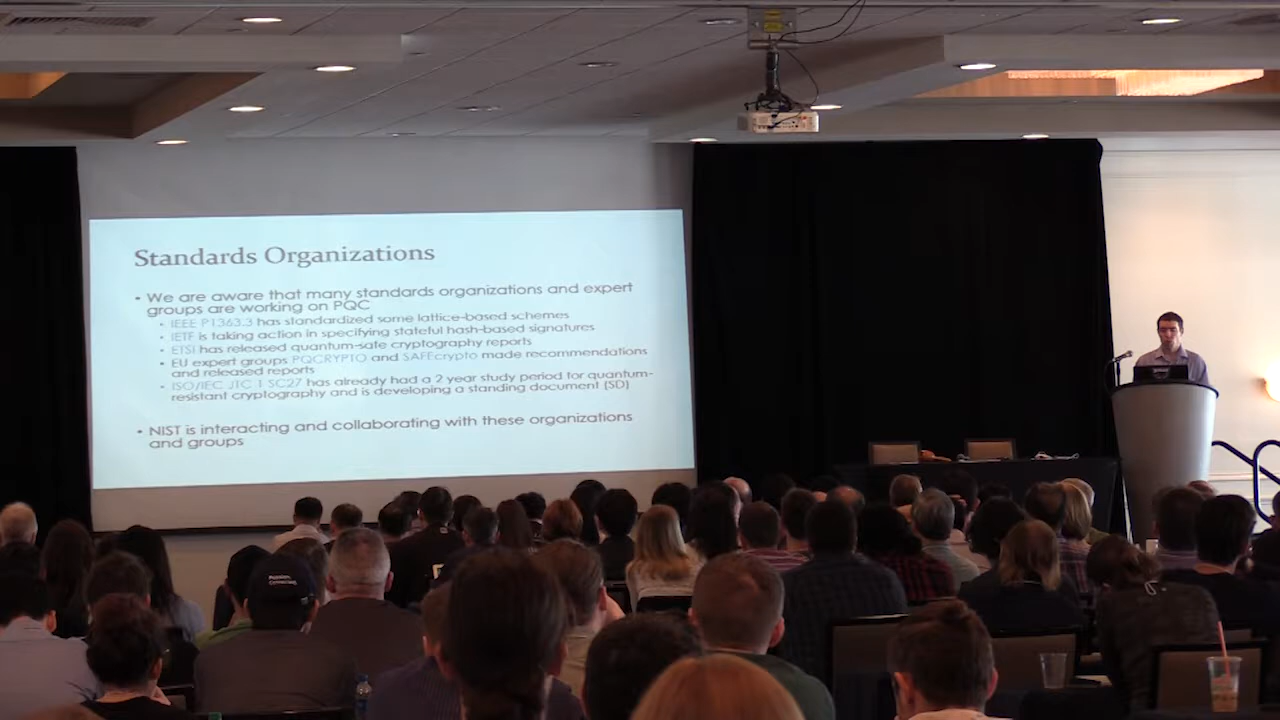 Standards Organizations
• We are aware that many standards organizations and expert
groups are working on PQC
• IEEE P1363.3 has standardized some lattice-based schemes
• IETF is taking action in specifying stateful hash-based signatures
• ETSI has released quantum-safe cryptography reports
• EU expert groups PQCRYPTO and SAFEcrypto made recommendations
and released reports
• ISO/IEC JTC 1 SC27 has already had a 2 year study period for quantum-
resistant cryptography and is developing a standing document (SD)
• NIST is interacting and collaborating with these organizations
and groups